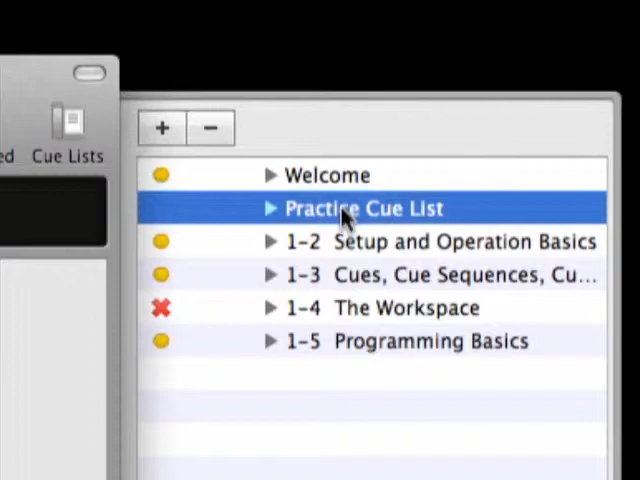 + -
ed Cue Lists
Welcome
Practice Cue List
1-2 Setup and Operation Basics
1-3 Cues, Cue Sequences, Cu...
1-4 The Workspace
1-5 Programming Basics